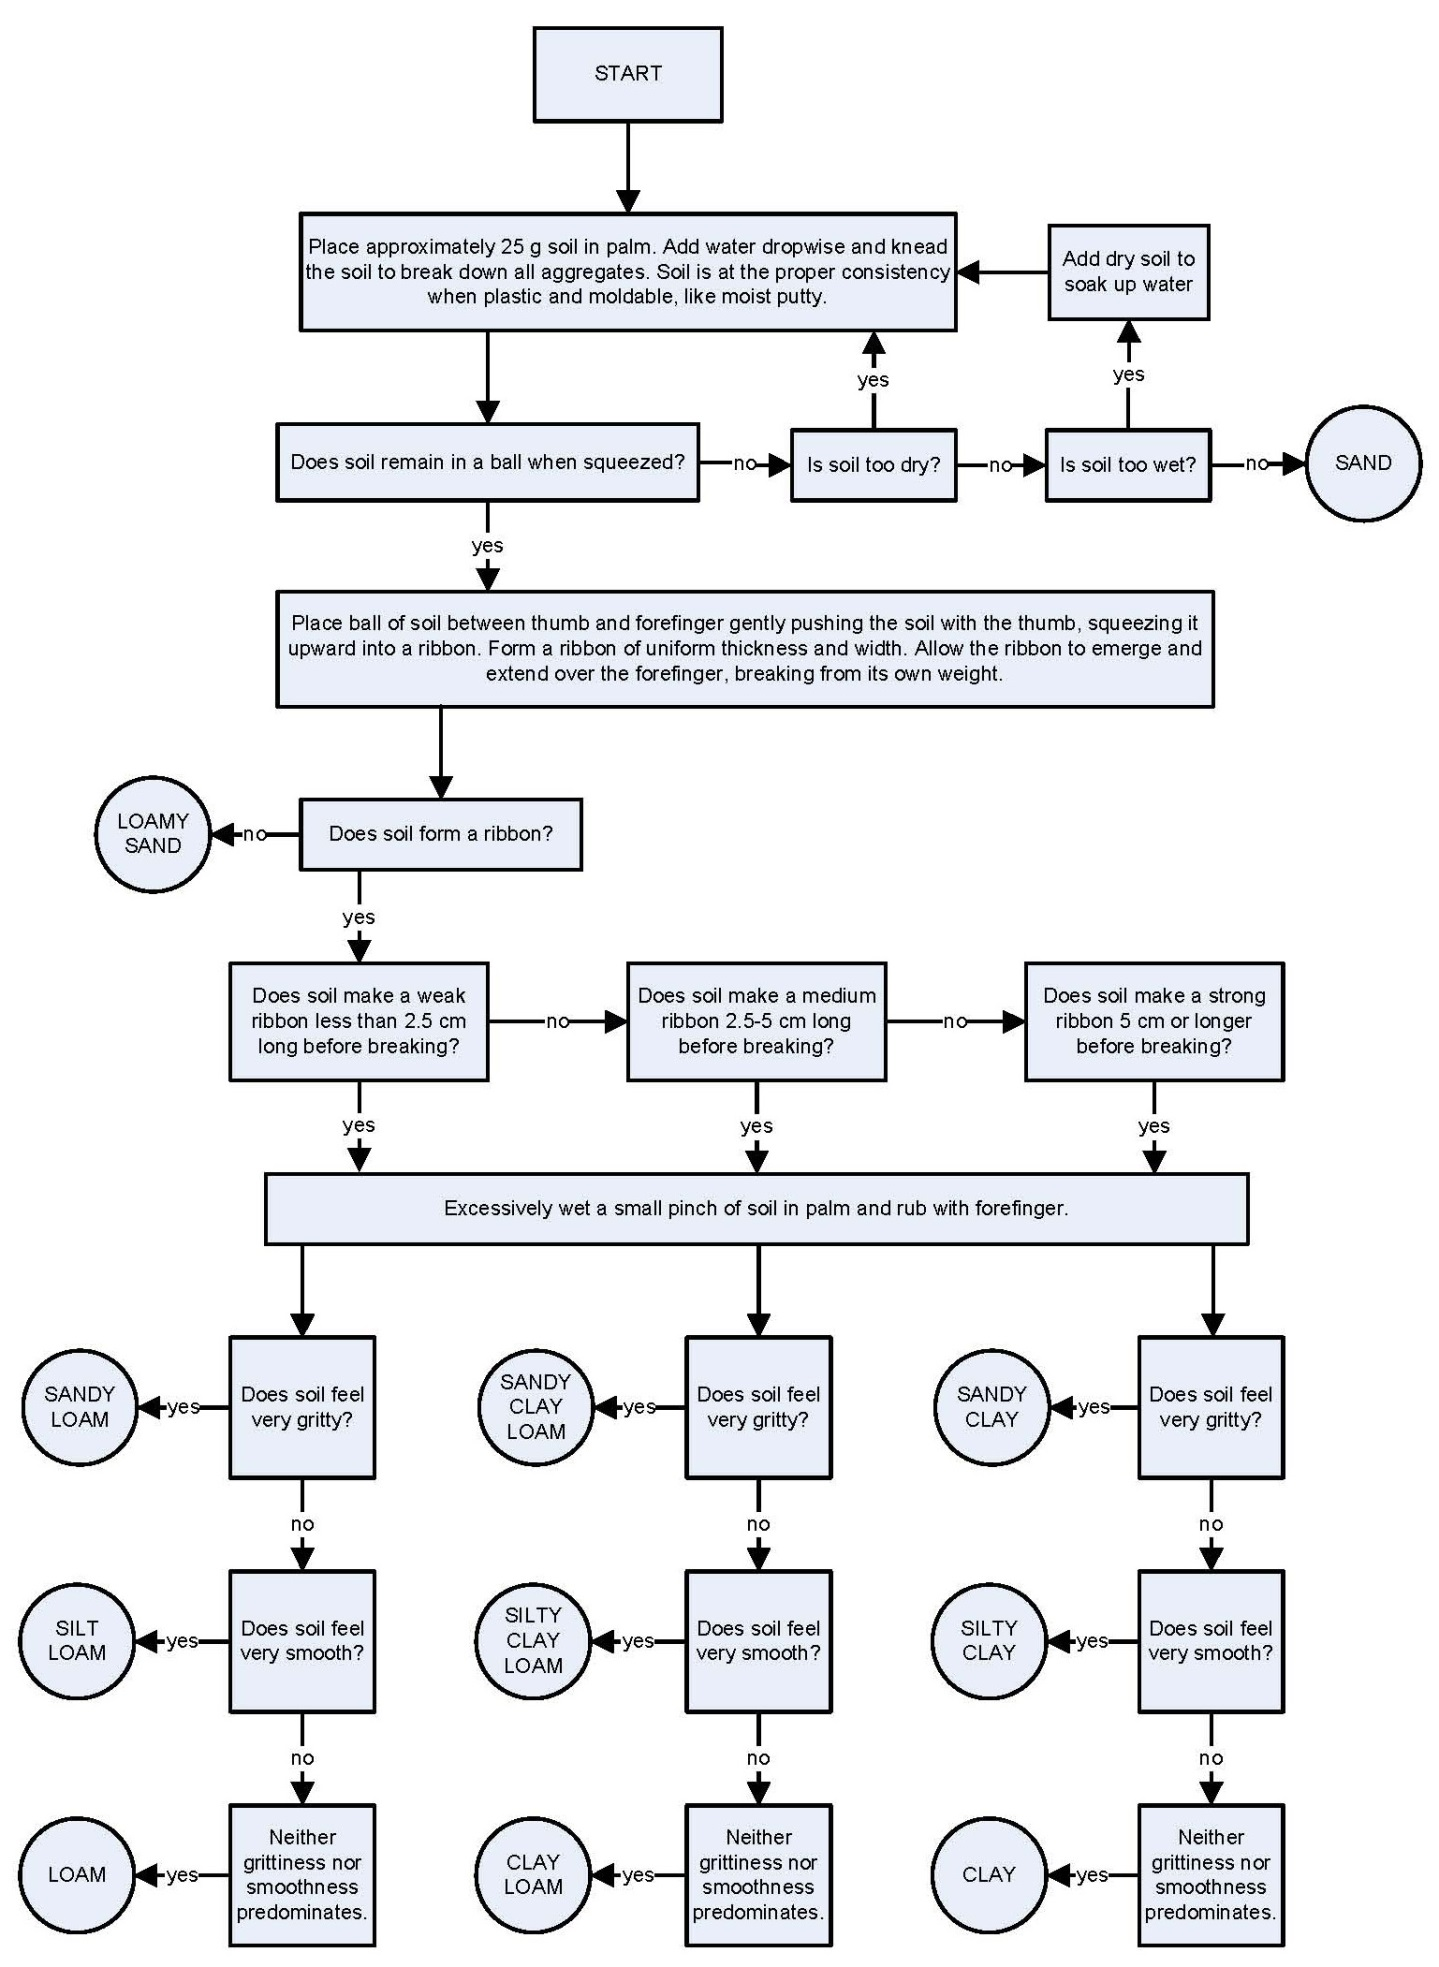 START
Place approximately 25 g soil in palm. Add water dropwise and knead
the soil to break down all aggregates. Soil is at the proper consistency
when plastic and moldable, like moist putty.
Add dry soil to
soak up water
yes
yes
Does soil remain in a ball when squeezed?
no
Is soil too dry?
no
Is soil too wet?
no
SAND
yes
Place ball of soil between thumb and forefinger gently pushing the soil with the thumb, squeezing it
upward into a ribbon. Form a ribbon of uniform thickness and width. Allow the ribbon to emerge and
extend over the forefinger, breaking from its own weight.
LOAMY
SAND
no
Does soil form a ribbon?
yes
Does soil make a weak
ribbon less than 2.5 cm
long before breaking?
no
Does soil make a medium
ribbon 2.5-5 cm long
before breaking?
no
Does soil make a strong
ribbon 5 cm or longer
before breaking?
yes
yes
yes
Excessively wet a small pinch of soil in palm and rub with forefinger.
SANDY
LOAM
yes
Does soil feel
very gritty?
SANDY
CLAY
LOAM
yes
Does soil feel
very gritty?
SANDY
CLAY
yes
Does soil feel
very gritty?
no
no
no
SILT
LOAM
yes
Does soil feel
very smooth?
SILTY
CLAY
LOAM
yes
Does soil feel
very smooth?
SILTY
CLAY
yes
Does soil feel
very smooth?
no
no
no
LOAM
yes
Neither
grittiness nor
smoothness
predominates.
CLAY
LOAM
yes
Neither
grittiness nor
smoothness
predominates.
CLAY
yes
Neither
grittiness nor
smoothness
predominates.